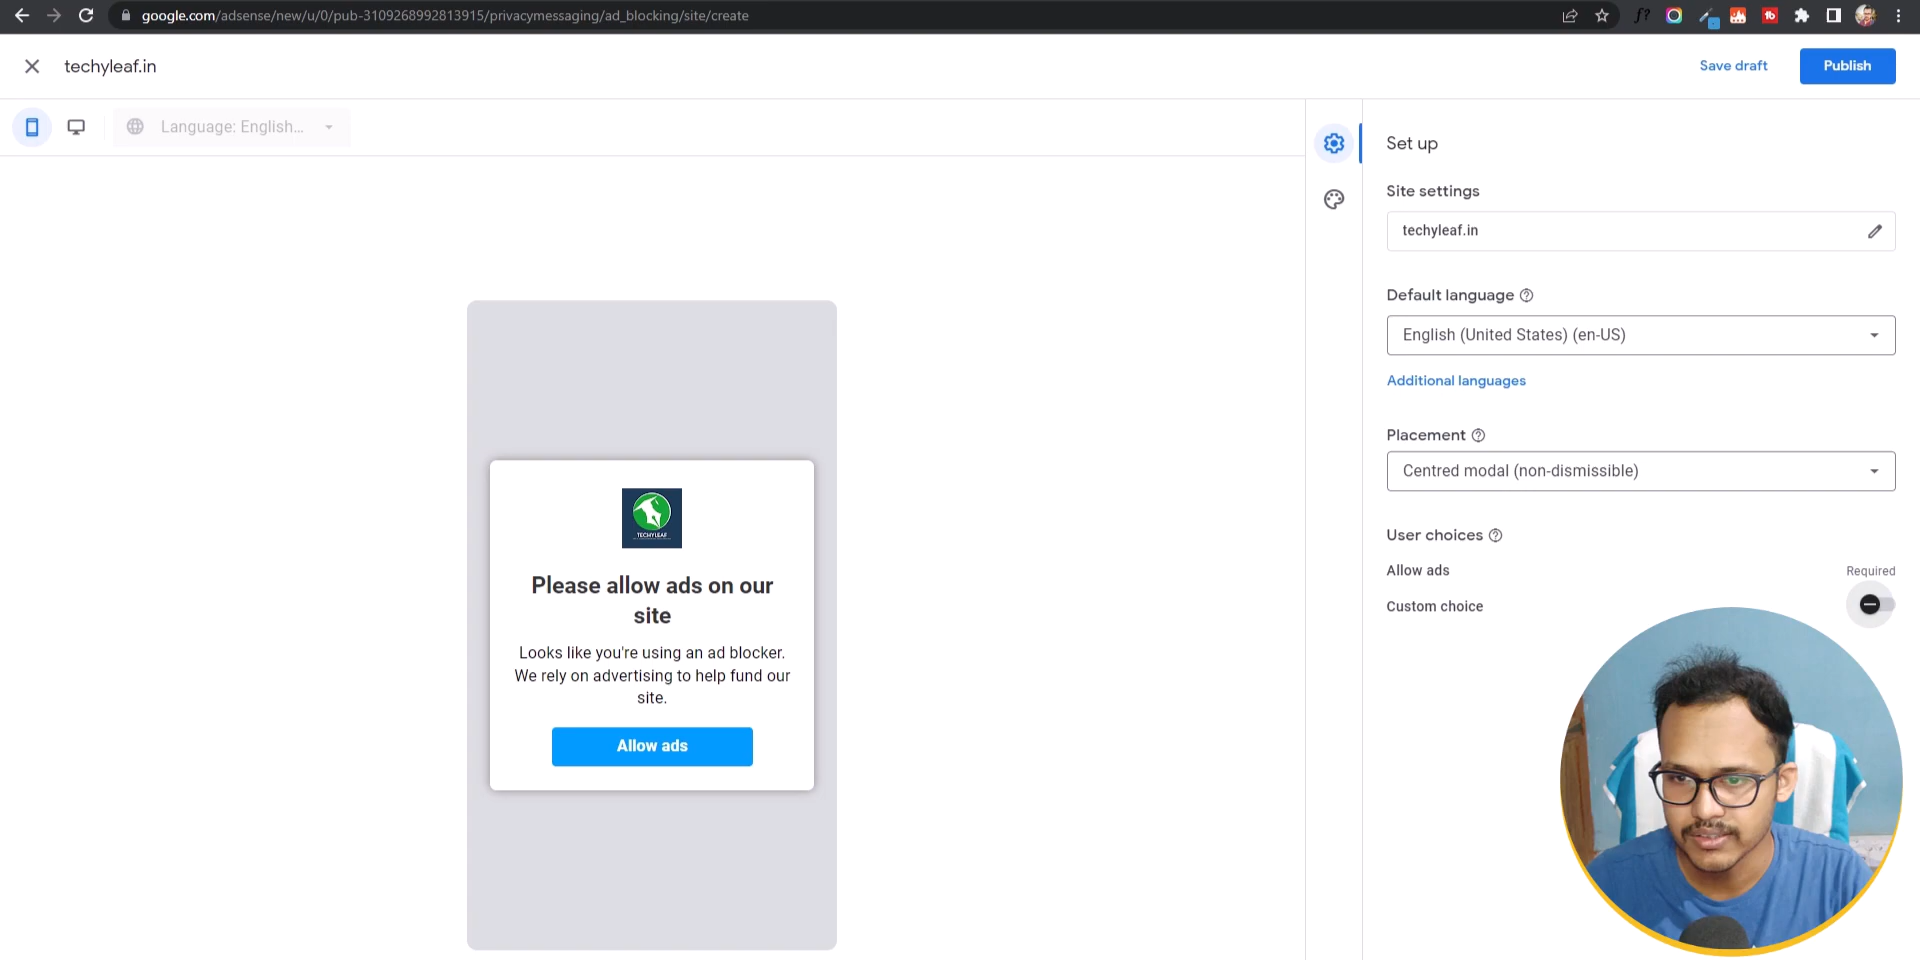 google.com/adsense/new/u/0/pub-3109268992813915/privacymessaging/ad_blocking/site/create
techyleaf.in
Save draft
Publish
Language: English...
Set up
Site settings
techyleaf.in
Default language
English (United States) (en-US)
Additional languages
Placement
Centred modal (non-dismissible)
User choices
Allow ads
Required
Custom choice
TECHYLEAF
Please allow ads on our
site
Looks like you're using an ad blocker.
We rely on advertising to help fund our
site.
Allow ads